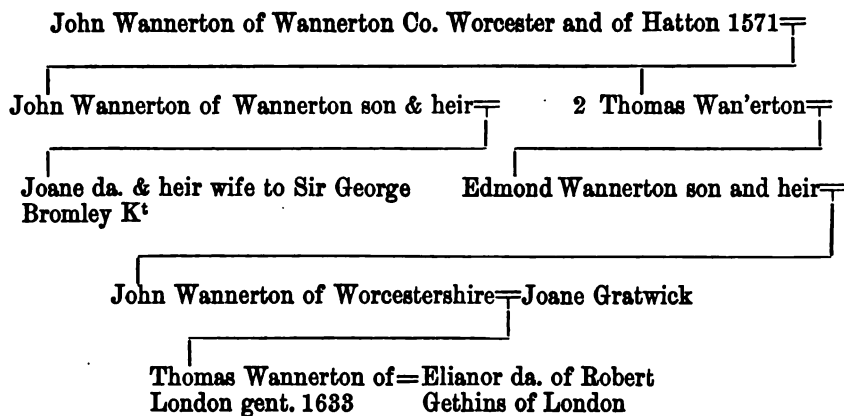 John Wannerton of Wannerton Co. Worcester and of Hatton 1571
John Wannerton of Wannerton son & heir 2 Thomas Wan'erton
Joane da. & heir wife to Sir George Edmond Wannerton son and heir
Bromley Kᵗ
John Wannerton of Worcestershire=Joane Gratwick
Thomas Wannerton of=Elianor da. of Robert
London gent. 1633 Gethins of London